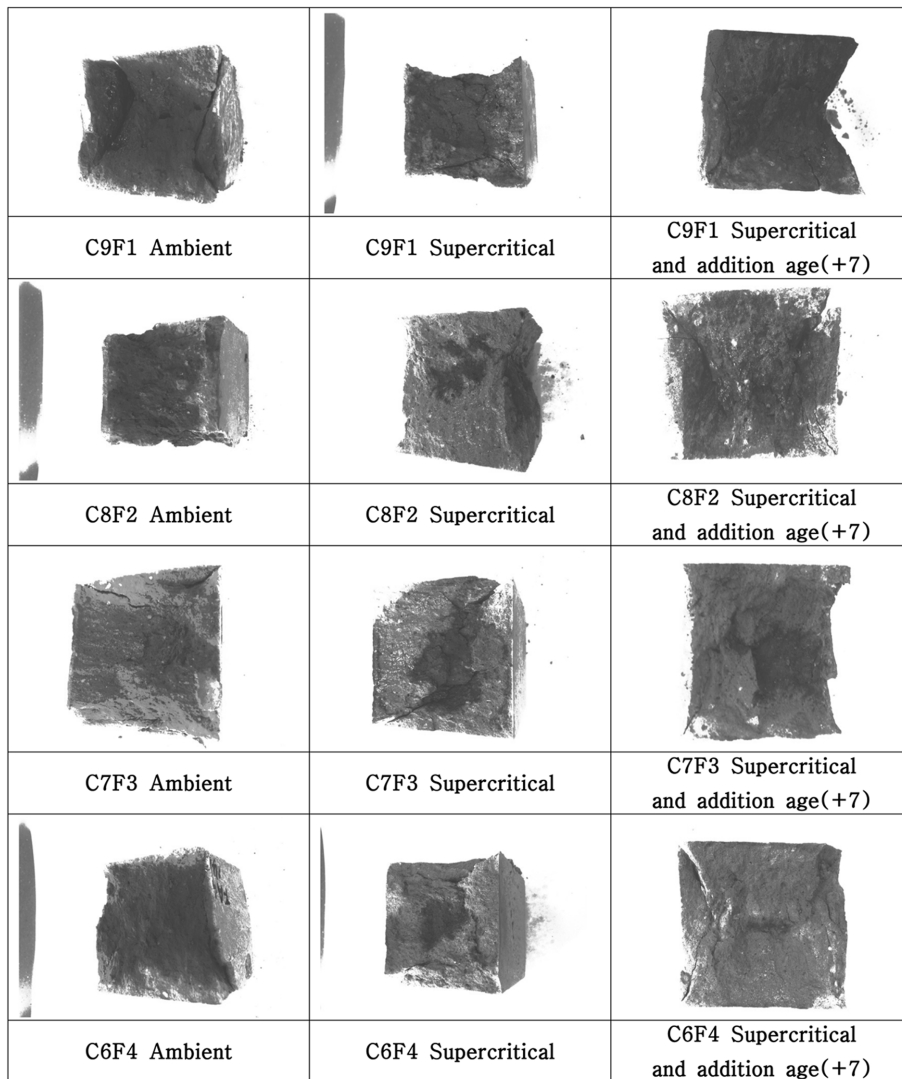 C9F1 Ambient
C9F1 Supercritical
C9F1 Supercritical
and addition age(+7)
C8F2 Ambient
C8F2 Supercritical
C8F2 Supercritical
and addition age(+7)
C7F3 Ambient
C7F3 Supercritical
C7F3 Supercritical
and addition age(+7)
C6F4 Ambient
C6F4 Supercritical
C6F4 Supercritical
and addition age(+7)